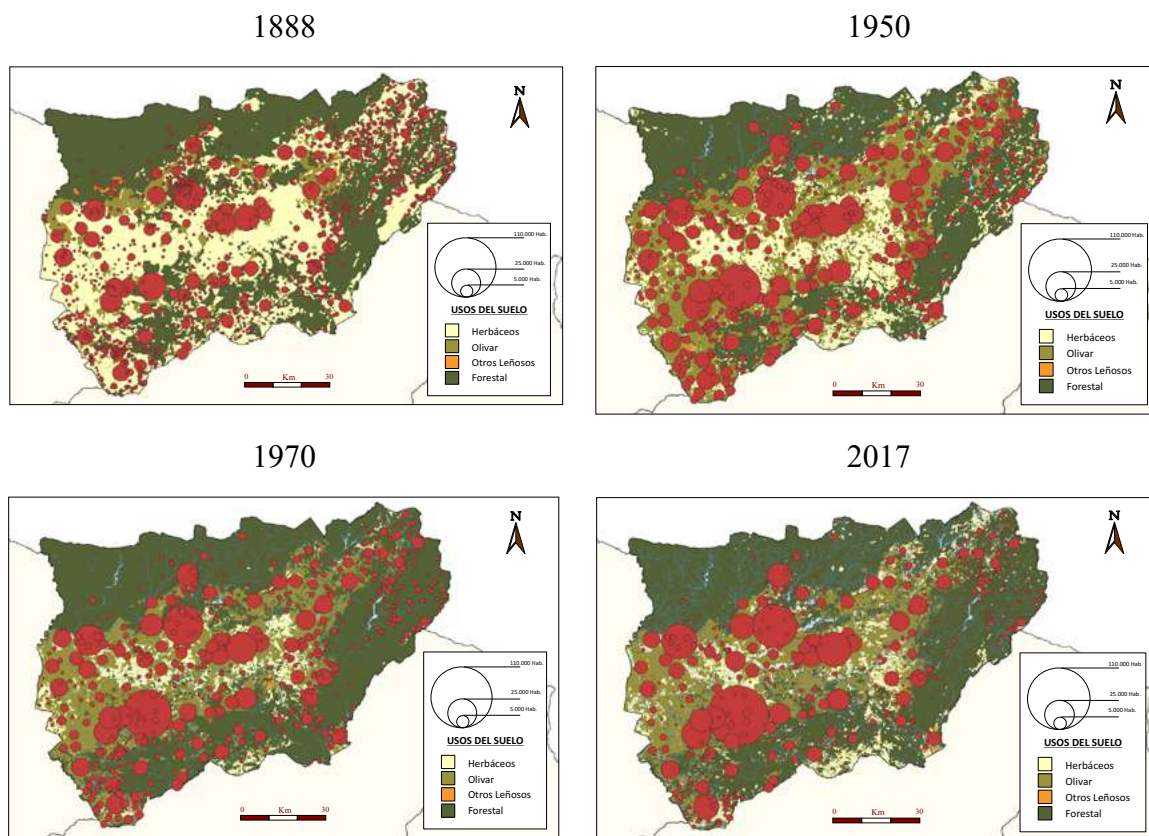 1888
1950
N
110.000 Hab.
25.000 Hab.
5.000 Hab.
USOS DEL SUELO
Herbáceos
Olivar
Otros Leñosos
Forestal
0 Km 30
N
110.000 Hab.
25.000 Hab.
5.000 Hab.
USOS DEL SUELO
Herbáceos
Olivar
Otros Leñosos
Forestal
0 Km 30
1970
2017
N
110.000 Hab.
25.000 Hab.
5.000 Hab.
USOS DEL SUELO
Herbáceos
Olivar
Otros Leñosos
Forestal
0 Km 30
N
110.000 Hab.
25.000 Hab.
5.000 Hab.
USOS DEL SUELO
Herbáceos
Olivar
Otros Leñosos
Forestal
0 Km 30